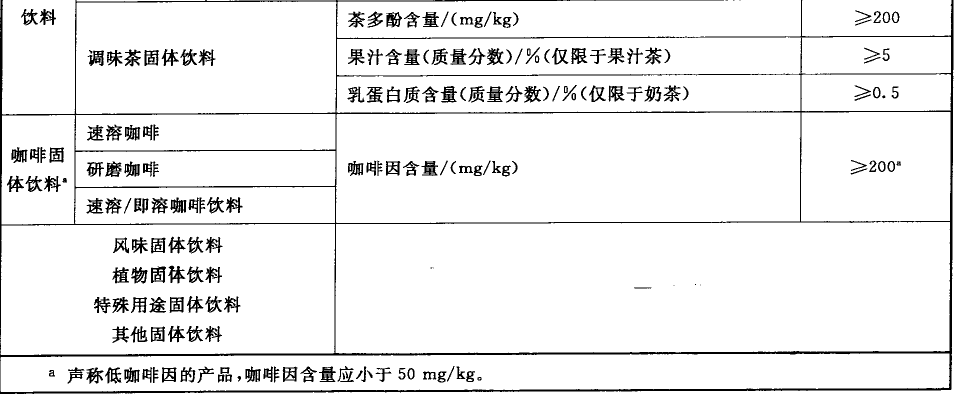 饮料
调味茶固体饮料
茶多酚含量/(mg/kg)
≥200
果汁含量(质量分数)/%(仅限于果汁茶)
≥5
乳蛋白质含量(质量分数)/%(仅限于奶茶)
≥0.5
咖啡固
体饮料ᵃ
速溶咖啡
研磨咖啡
速溶/即溶咖啡饮料
咖啡因含量/(mg/kg)
≥200ᵃ
风味固体饮料
植物固体饮料
特殊用途固体饮料
其他固体饮料
ᵃ 声称低咖啡因的产品,咖啡因含量应小于 50 mg/kg。